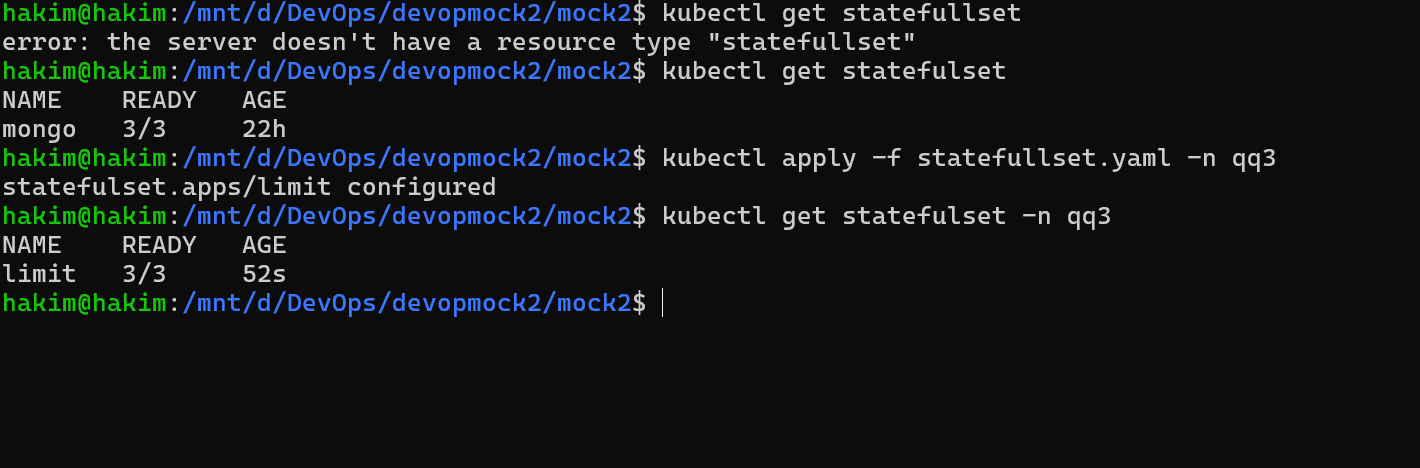 hakim@hakim:/mnt/d/DevOps/devopmock2/mock2$ kubectl get statefullset
error: the server doesn't have a resource type "statefullset"
hakim@hakim:/mnt/d/DevOps/devopmock2/mock2$ kubectl get statefulset
NAME    READY   AGE
mongo   3/3     22h
hakim@hakim:/mnt/d/DevOps/devopmock2/mock2$ kubectl apply -f statefullset.yaml -n qq3
statefulset.apps/limit configured
hakim@hakim:/mnt/d/DevOps/devopmock2/mock2$ kubectl get statefulset -n qq3
NAME    READY   AGE
limit   3/3     52s
hakim@hakim:/mnt/d/DevOps/devopmock2/mock2$